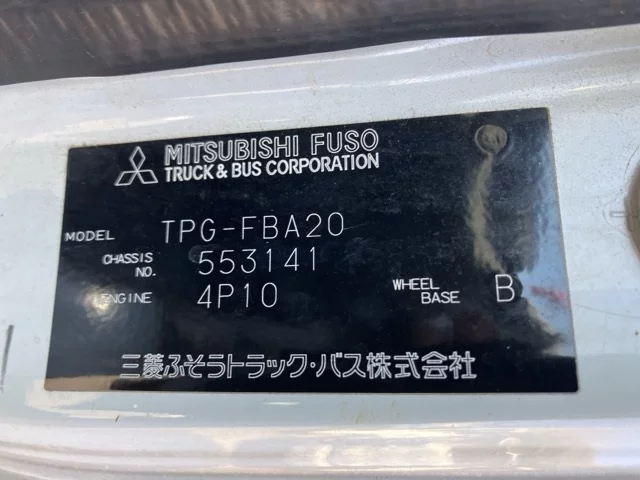 MITSUBISHI FUSO
TRUCK & BUS CORPORATION
MODEL TPG-FBA20
CHASSIS NO. 553141
ENGINE 4P10 WHEEL BASE B
三菱ふそうトラック・バス株式会社